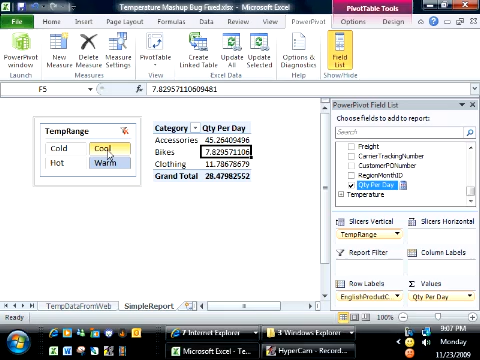 Temperature Mashup Bug Fixed.xlsx - Microsoft Excel
PivotTable Tools
File
Home
Insert
Page Layout
Formulas
Data
Review
View
PowerPivot
Options
Design
PowerPivot window
New Measure
Delete Measure
Measure Settings
PivotTable
Create Linked Table
Update All
Update Selected
Options & Diagnostics
Field List
Launch
Measures
Report
Excel Data
Options
Show/Hide
F5
fx
7.82957110609481
TempRange
Cold
Cool
Hot
Warm
Category Qty Per Day
Accessories 45.26409496
Bikes 7.829571106
Clothing 11.78678679
Grand Total 28.47982552
PowerPivot Field List
Choose fields to add to report:
Search
Freight
CarrierTrackingNumber
CustomerPONumber
RegionMonthID
Qty Per Day
Temperature
Slicers Vertical
Slicers Horizontal
TempRange
Report Filter
Column Labels
Row Labels
Σ Values
EnglishProductC...
Qty Per Day
TempDataFromWeb
SimpleReport
Ready
100%
7 Internet Explorer
3 Windows Explorer
Microsoft Excel - Te...
HyperCam - Record...
9:07 PM
Monday
11/23/2009